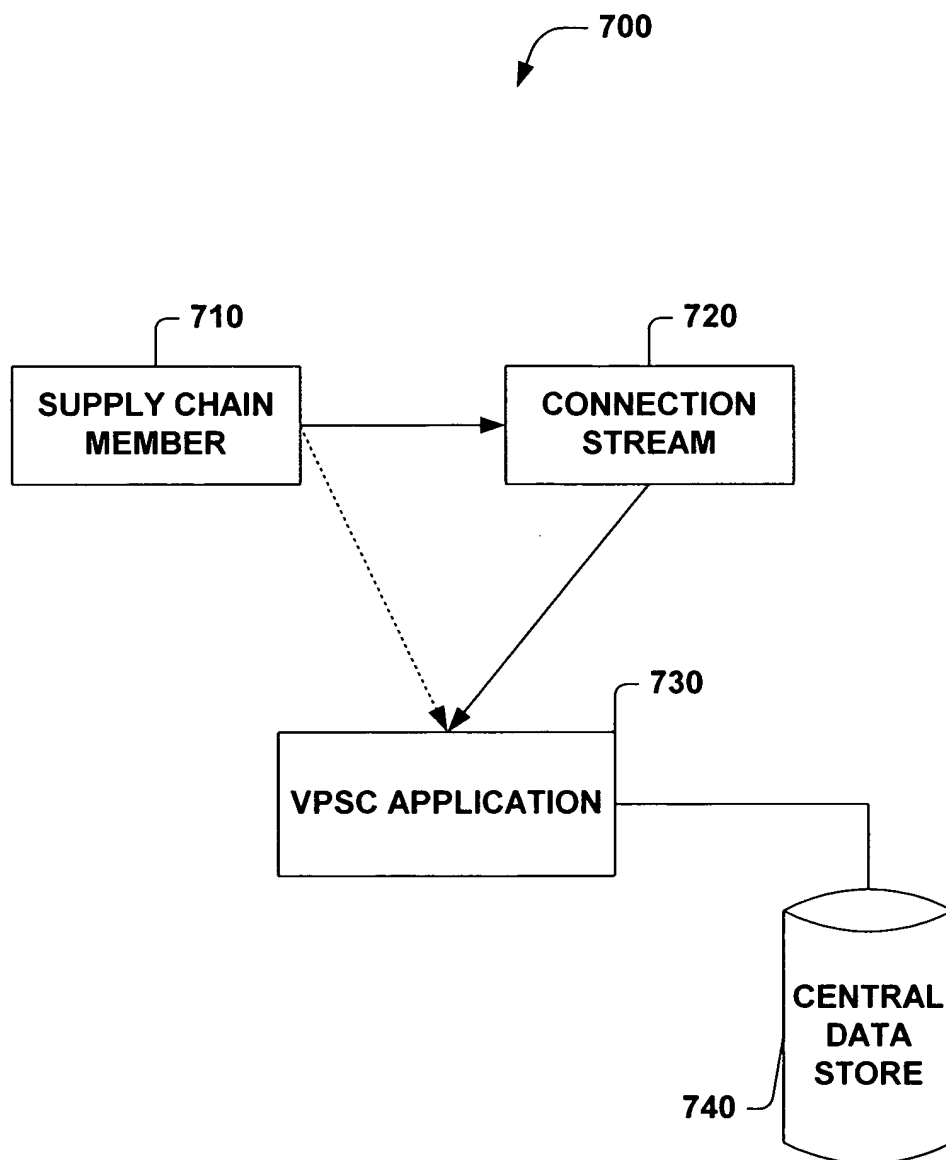 700
710
720
SUPPLY CHAIN
MEMBER
CONNECTION
STREAM
730
VPSC APPLICATION
CENTRAL
DATA
STORE
740